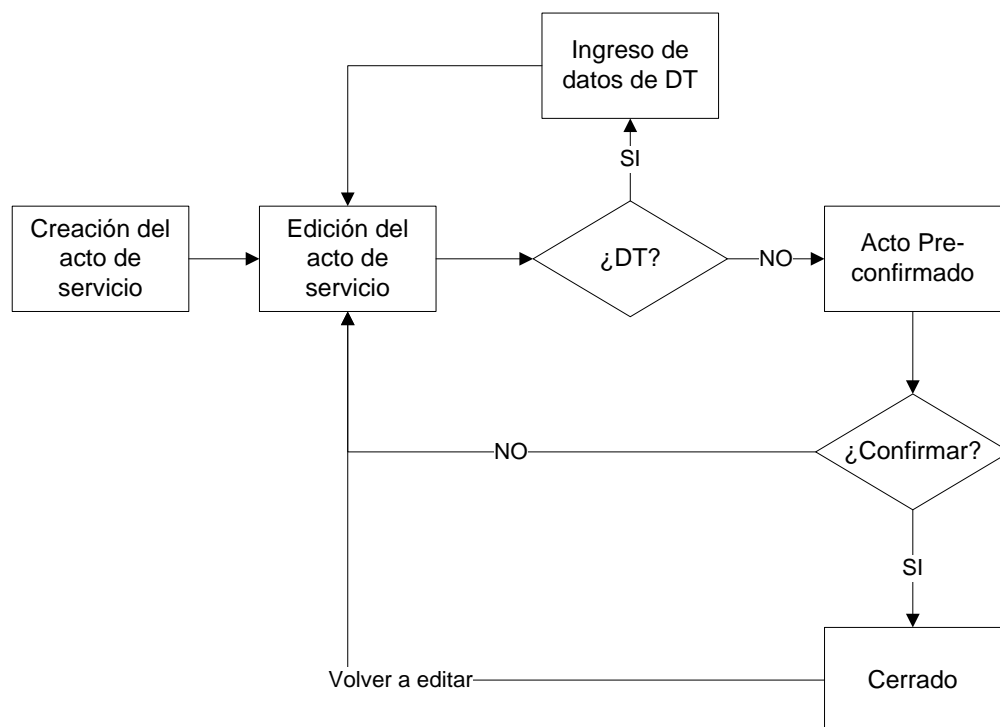 Ingreso de
datos de DT
SI
Creación del
acto de
servicio
Edición del
acto de
servicio
¿DT?
NO
Acto Pre-
confirmado
NO
¿Confirmar?
SI
Volver a editar
Cerrado